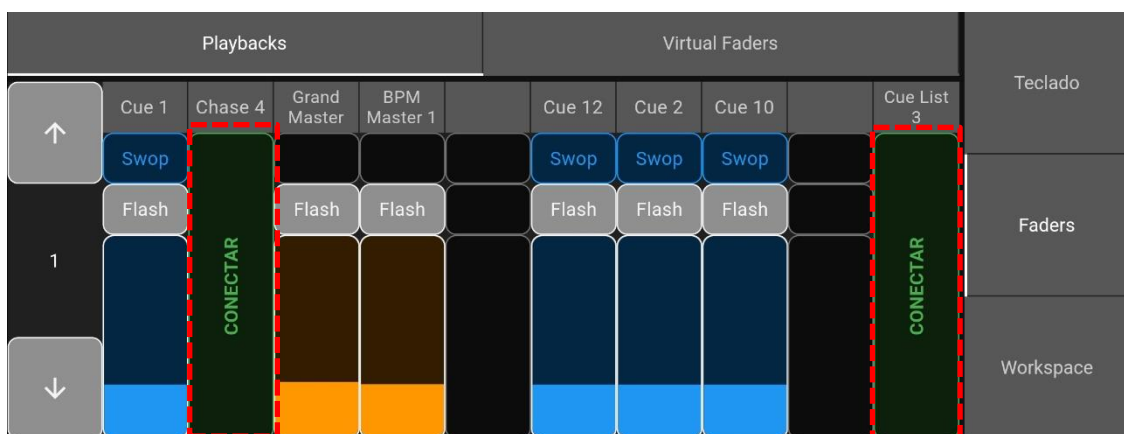 Playbacks
Virtual Faders
Teclado
Cue 1
Chase 4
Grand
Master
BPM
Master 1
Cue 12
Cue 2
Cue 10
Cue List
3
Swop
Swop
Swop
Swop
Flash
Flash
Flash
Flash
Flash
Flash
Faders
1
CONECTAR
CONECTAR
Workspace